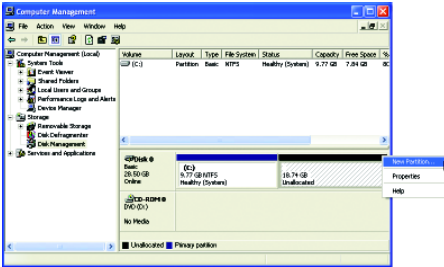 Computer Management
File Action View Window Help
Computer Management (Local)
System Tools
Event Viewer
Shared Folders
Local Users and Groups
Performance Logs and Alerts
Device Manager
Storage
Removable Storage
Disk Defragmenter
Disk Management
Services and Applications
Volume Layout Type File System Status Capacity Free Space %
(C:) Partition Basic NTFS Healthy (System) 9.77 GB 7.84 GB
Disk 0
Basic
28.50 GB
Online
(C:)
9.77 GB NTFS
Healthy (System)
18.74 GB
Unallocated
New Partition...
Properties
Help
CD-ROM 0
DVD (D:)
No Media
Unallocated Primary partition